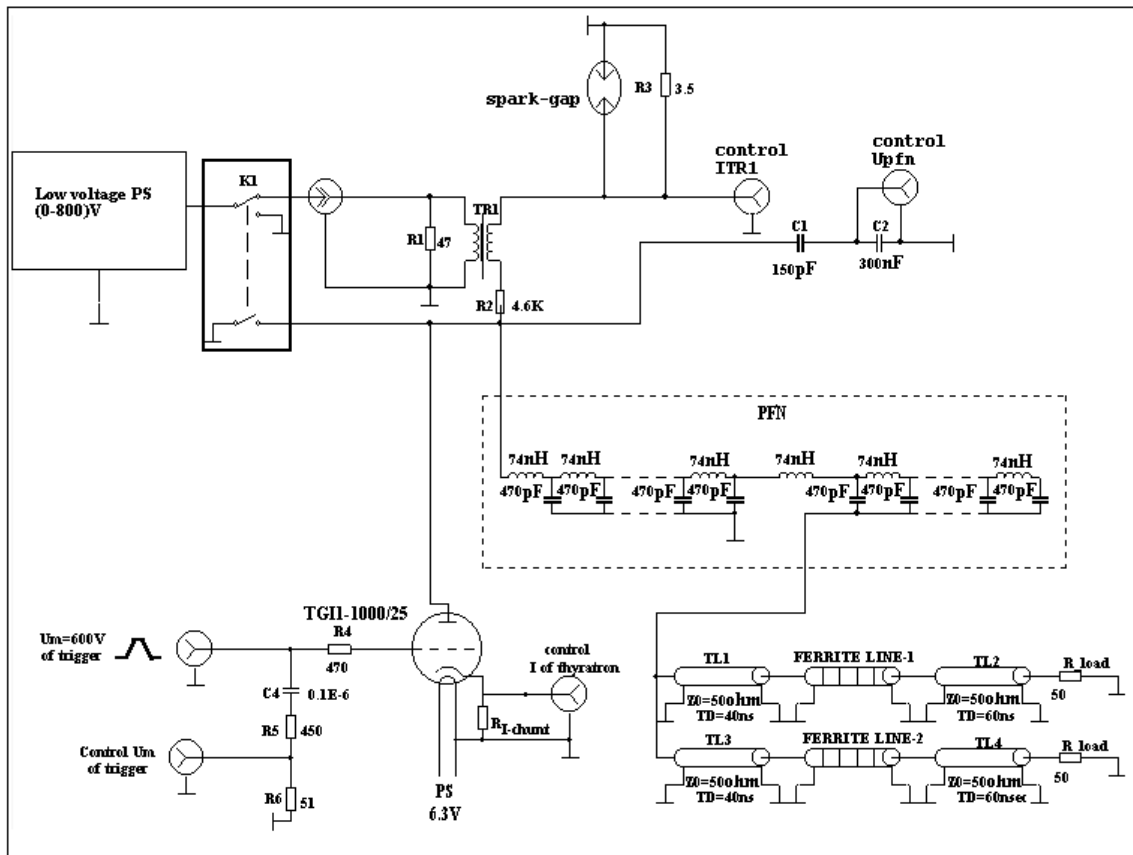 spark-gap
R3
3.5
control
ITR1
control
Upfn
Low voltage PS
(0-800)V
K1
R1
47
TR1
C1
150pF
C2
300nF
R2
4.6K
PFN
74nH
74nH
74nH
74nH
74nH
74nH
470pF
470pF
470pF
470pF
470pF
470pF
470pF
470pF
TGI1-1000/25
Um=600V
of trigger
R4
470
control
I of thyratron
C4
0.1E-6
R5
450
R I-chunt
Control Um
of trigger
R6
51
PS
6.3V
TL1
Z0=50ohm
TD=40ns
FERRITE LINE-1
TL2
Z0=50ohm
TD=60ns
R_load
50
TL3
Z0=50ohm
TD=40ns
FERRITE LINE-2
TL4
Z0=50ohm
TD=60nsec
R_load
50